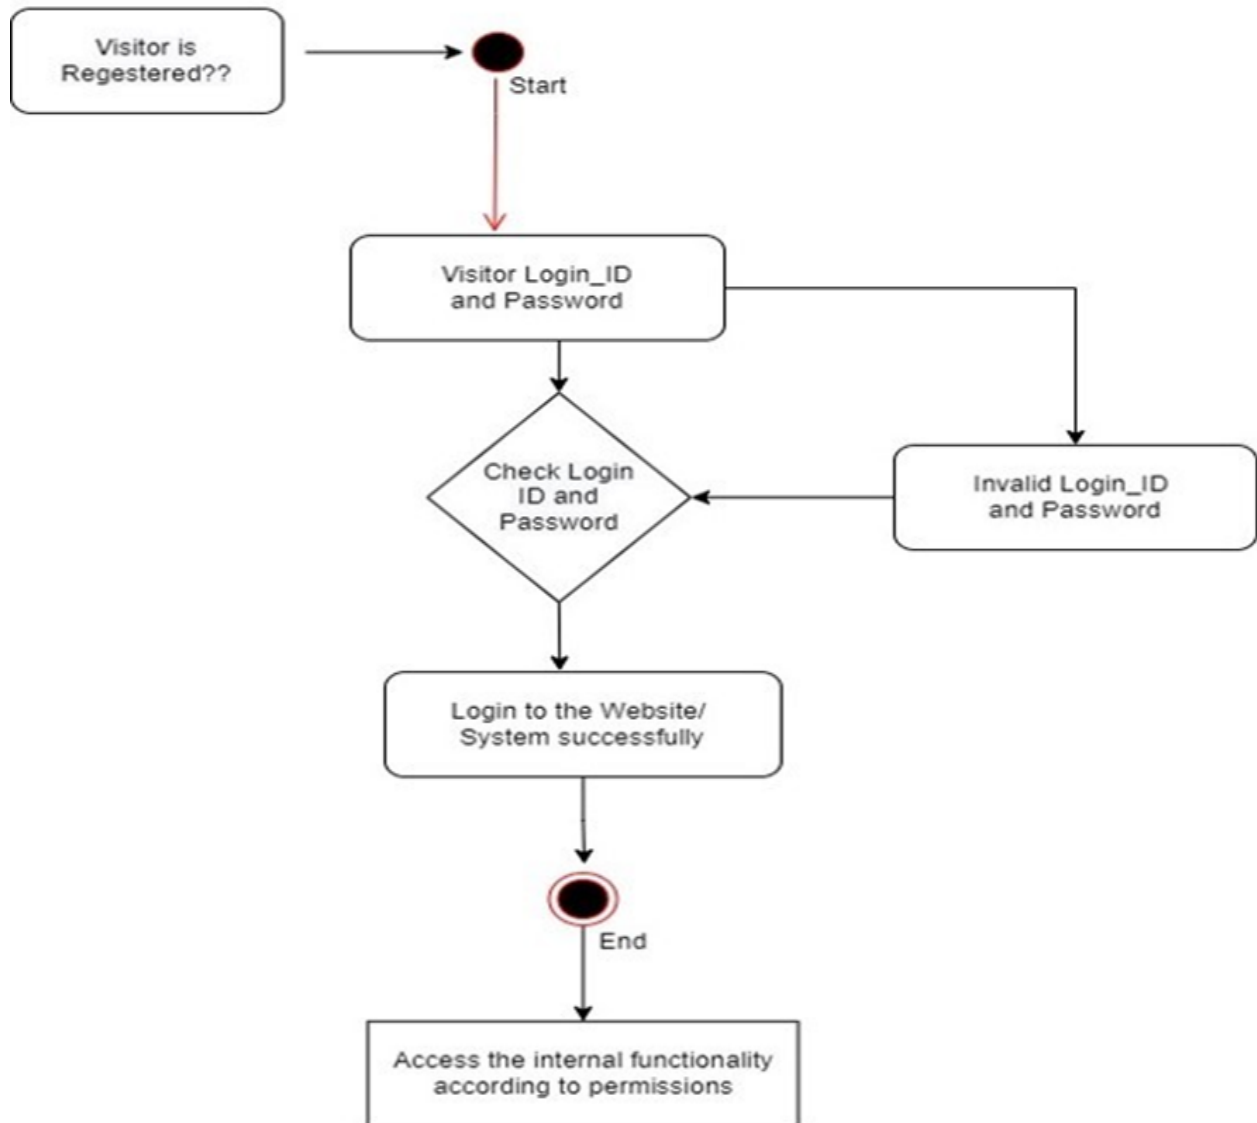 Visitor is
Regestered??
Start
Visitor Login_ID
and Password
Check Login
ID and
Password
Invalid Login_ID
and Password
Login to the Website/
System successfully
End
Access the internal functionality
according to permissions